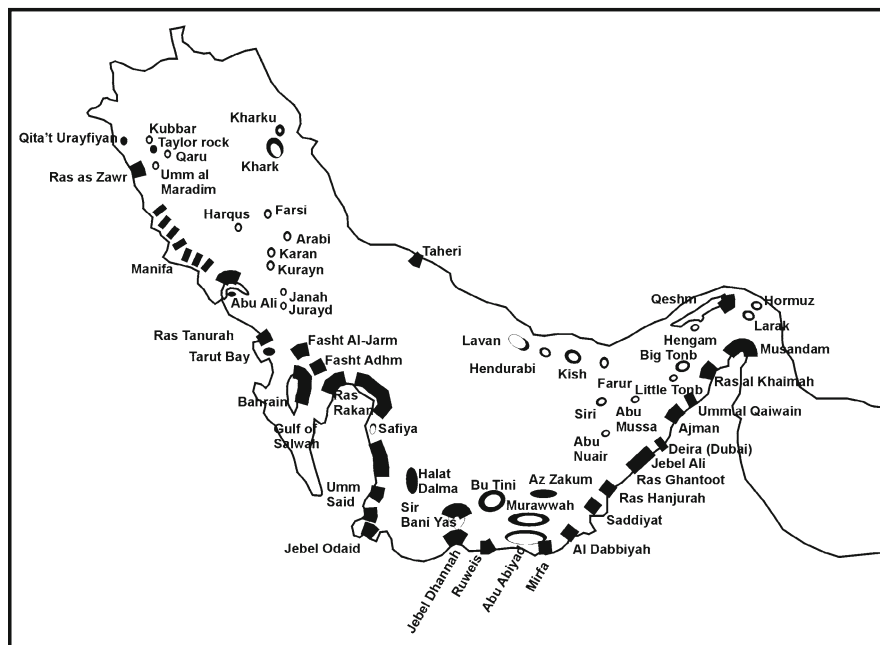 Kharku
Kubbar
Qita't Urayfiyan
Taylor rock
Qaru
Khark
Ras as Zawr
Umm al
Maradim
Harqus
Farsi
Arabi
Karan
Taheri
Manifa
Kurayn
Abu Ali
Janah
Jurayd
Qeshm
Hormuz
Larak
Ras Tanurah
Fasht Al-Jarm
Lavan
Hengam
Tarut Bay
Fasht Adhm
Hendurabi
Big Tonb
Musandam
Kish
Farur
Ras al Khaimah
Bahrain
Ras
Rakan
Little Tonb
Siri
Abu
Mussa
Ummal Qaiwain
Gulf of
Salwah
Safiya
Ajman
Abu
Nuair
Deira (Dubai)
Jebel Ali
Halat
Dalma
Bu Tini
Az Zakum
Ras Ghantoot
Umm
Said
Ras Hanjurah
Sir
Bani Yas
Murawwah
Saddiyat
Jebel Odaid
Al Dabbiyah
Jebel Dhannah
Ruweis
Abu Abiyad
Mirfa